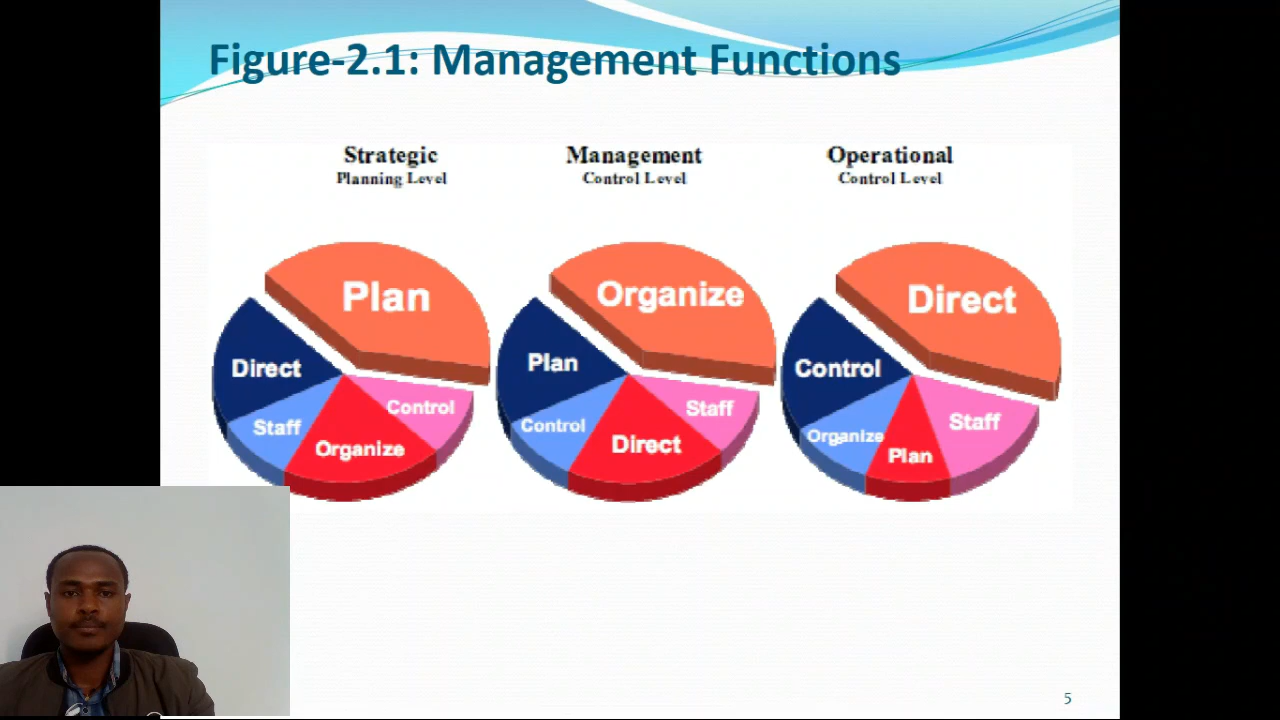 Figure-2.1: Management Functions
Strategic
Planning Level
Management
Control Level
Operational
Control Level
Plan
Direct
Control
Staff
Organize
Organize
Plan
Staff
Control
Direct
Direct
Control
Staff
Organize
Plan
5